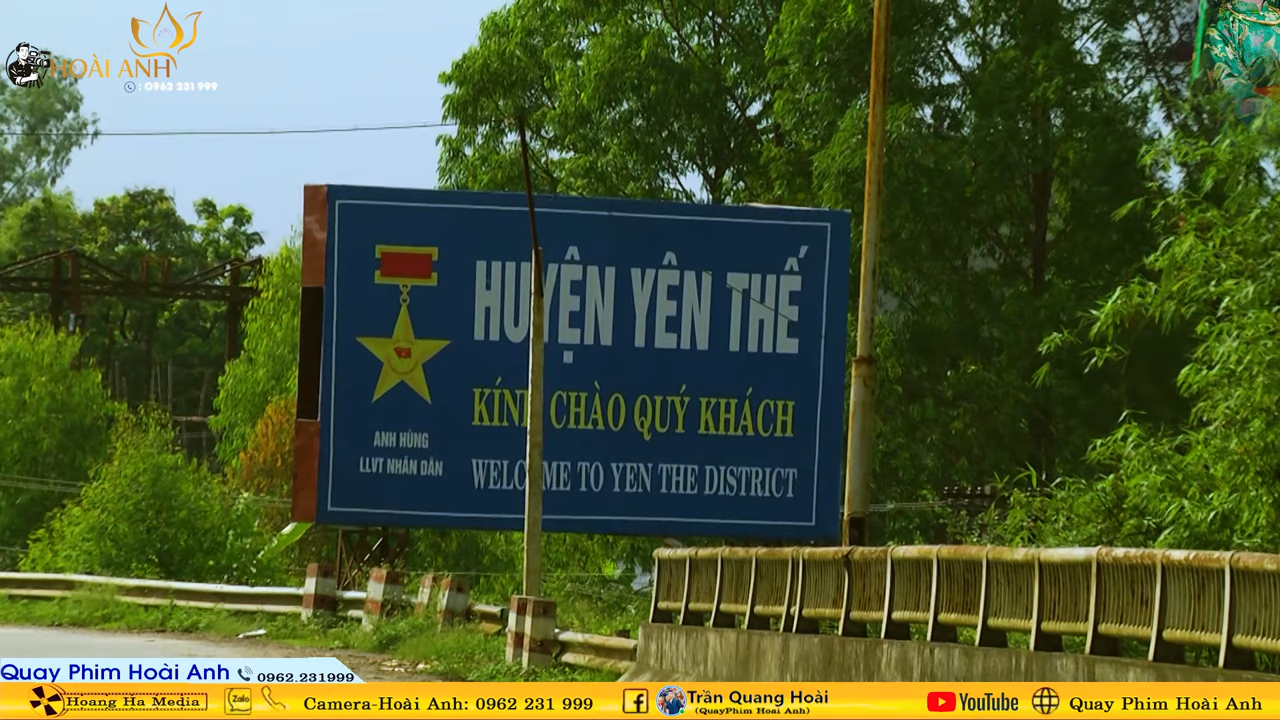 HOÀI ANH
: 0962 231 999
HUYỆN YÊN THẾ
KÍNH CHÀO QUÝ KHÁCH
WELCOME TO YEN THE DISTRICT
ANH HÙNG
LLVT NHÂN DÂN
Quay Phim Hoài Anh 0962.231999
Hoang Ha Media
Zalo
Camera-Hoài Anh: 0962 231 999
Trần Quang Hoài
(QuayPhim Hoai Anh)
YouTube
Quay Phim Hoài Anh